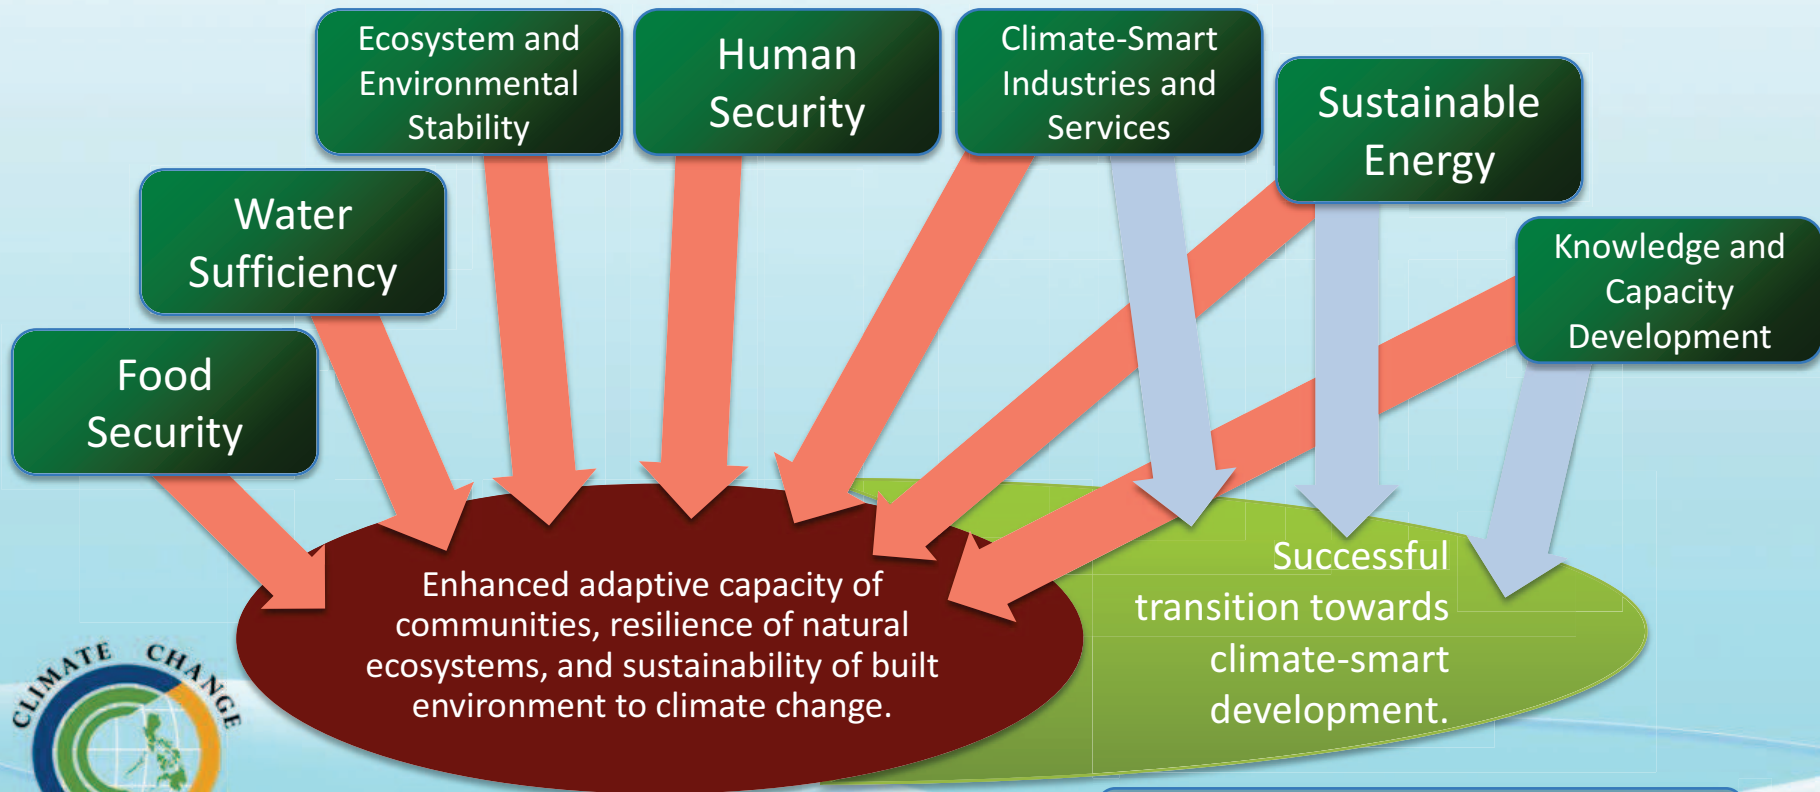 Ecosystem and
Environmental
Stability
Human
Security
Climate-Smart
Industries and
Services
Sustainable
Energy
Water
Sufficiency
Knowledge and
Capacity
Development
Food
Security
Enhanced adaptive capacity of
communities, resilience of natural
ecosystems, and sustainability of built
environment to climate change.
Successful
transition towards
climate-smart
development.
CLIMATE CHANGE